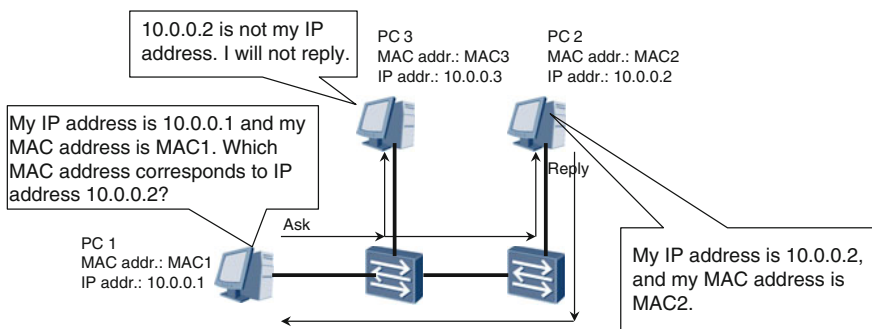 10.0.0.2 is not my IP
address. I will not reply.
PC 3
MAC addr.: MAC3
IP addr.: 10.0.0.3
PC 2
MAC addr.: MAC2
IP addr.: 10.0.0.2
My IP address is 10.0.0.1 and my
MAC address is MAC1. Which
MAC address corresponds to IP
address 10.0.0.2?
Reply
Ask
PC 1
MAC addr.: MAC1
IP addr.: 10.0.0.1
My IP address is 10.0.0.2,
and my MAC address is
MAC2.